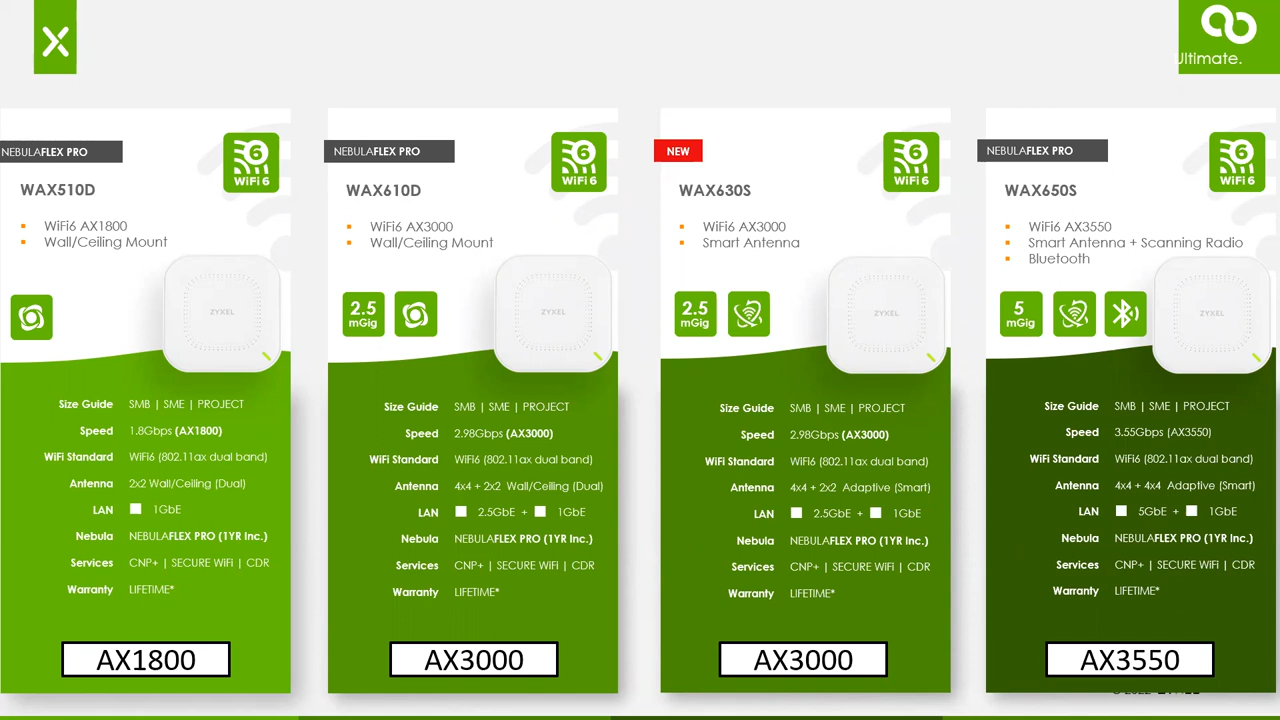 Ultimate.
NEBULAFLEX PRO
WiFi 6
WAX510D
WiFi6 AX1800
Wall/Ceiling Mount
ZYXEL
Size Guide SMB | SME | PROJECT
Speed 1.8Gbps (AX1800)
WiFi Standard WiFi6 (802.11ax dual band)
Antenna 2x2 Wall/Ceiling (Dual)
LAN 1GbE
Nebula NEBULAFLEX PRO (1YR Inc.)
Services CNP+ | SECURE WiFi | CDR
Warranty LIFETIME*
AX1800
NEBULAFLEX PRO
WiFi 6
WAX610D
WiFi6 AX3000
Wall/Ceiling Mount
2.5
mGig
ZYXEL
Size Guide SMB | SME | PROJECT
Speed 2.98Gbps (AX3000)
WiFi Standard WiFi6 (802.11ax dual band)
Antenna 4x4 + 2x2 Wall/Ceiling (Dual)
LAN 2.5GbE + 1GbE
Nebula NEBULAFLEX PRO (1YR Inc.)
Services CNP+ | SECURE WiFi | CDR
Warranty LIFETIME*
AX3000
NEW
WiFi 6
WAX630S
WiFi6 AX3000
Smart Antenna
2.5
mGig
ZYXEL
Size Guide SMB | SME | PROJECT
Speed 2.98Gbps (AX3000)
WiFi Standard WiFi6 (802.11ax dual band)
Antenna 4x4 + 2x2 Adaptive (Smart)
LAN 2.5GbE + 1GbE
Nebula NEBULAFLEX PRO (1YR Inc.)
Services CNP+ | SECURE WiFi | CDR
Warranty LIFETIME*
AX3000
NEBULAFLEX PRO
WiFi 6
WAX650S
WiFi6 AX3550
Smart Antenna + Scanning Radio
Bluetooth
5
mGig
ZYXEL
Size Guide SMB | SME | PROJECT
Speed 3.55Gbps (AX3550)
WiFi Standard WiFi6 (802.11ax dual band)
Antenna 4x4 + 4x4 Adaptive (Smart)
LAN 5GbE + 1GbE
Nebula NEBULAFLEX PRO (1YR Inc.)
Services CNP+ | SECURE WiFi | CDR
Warranty LIFETIME*
AX3550